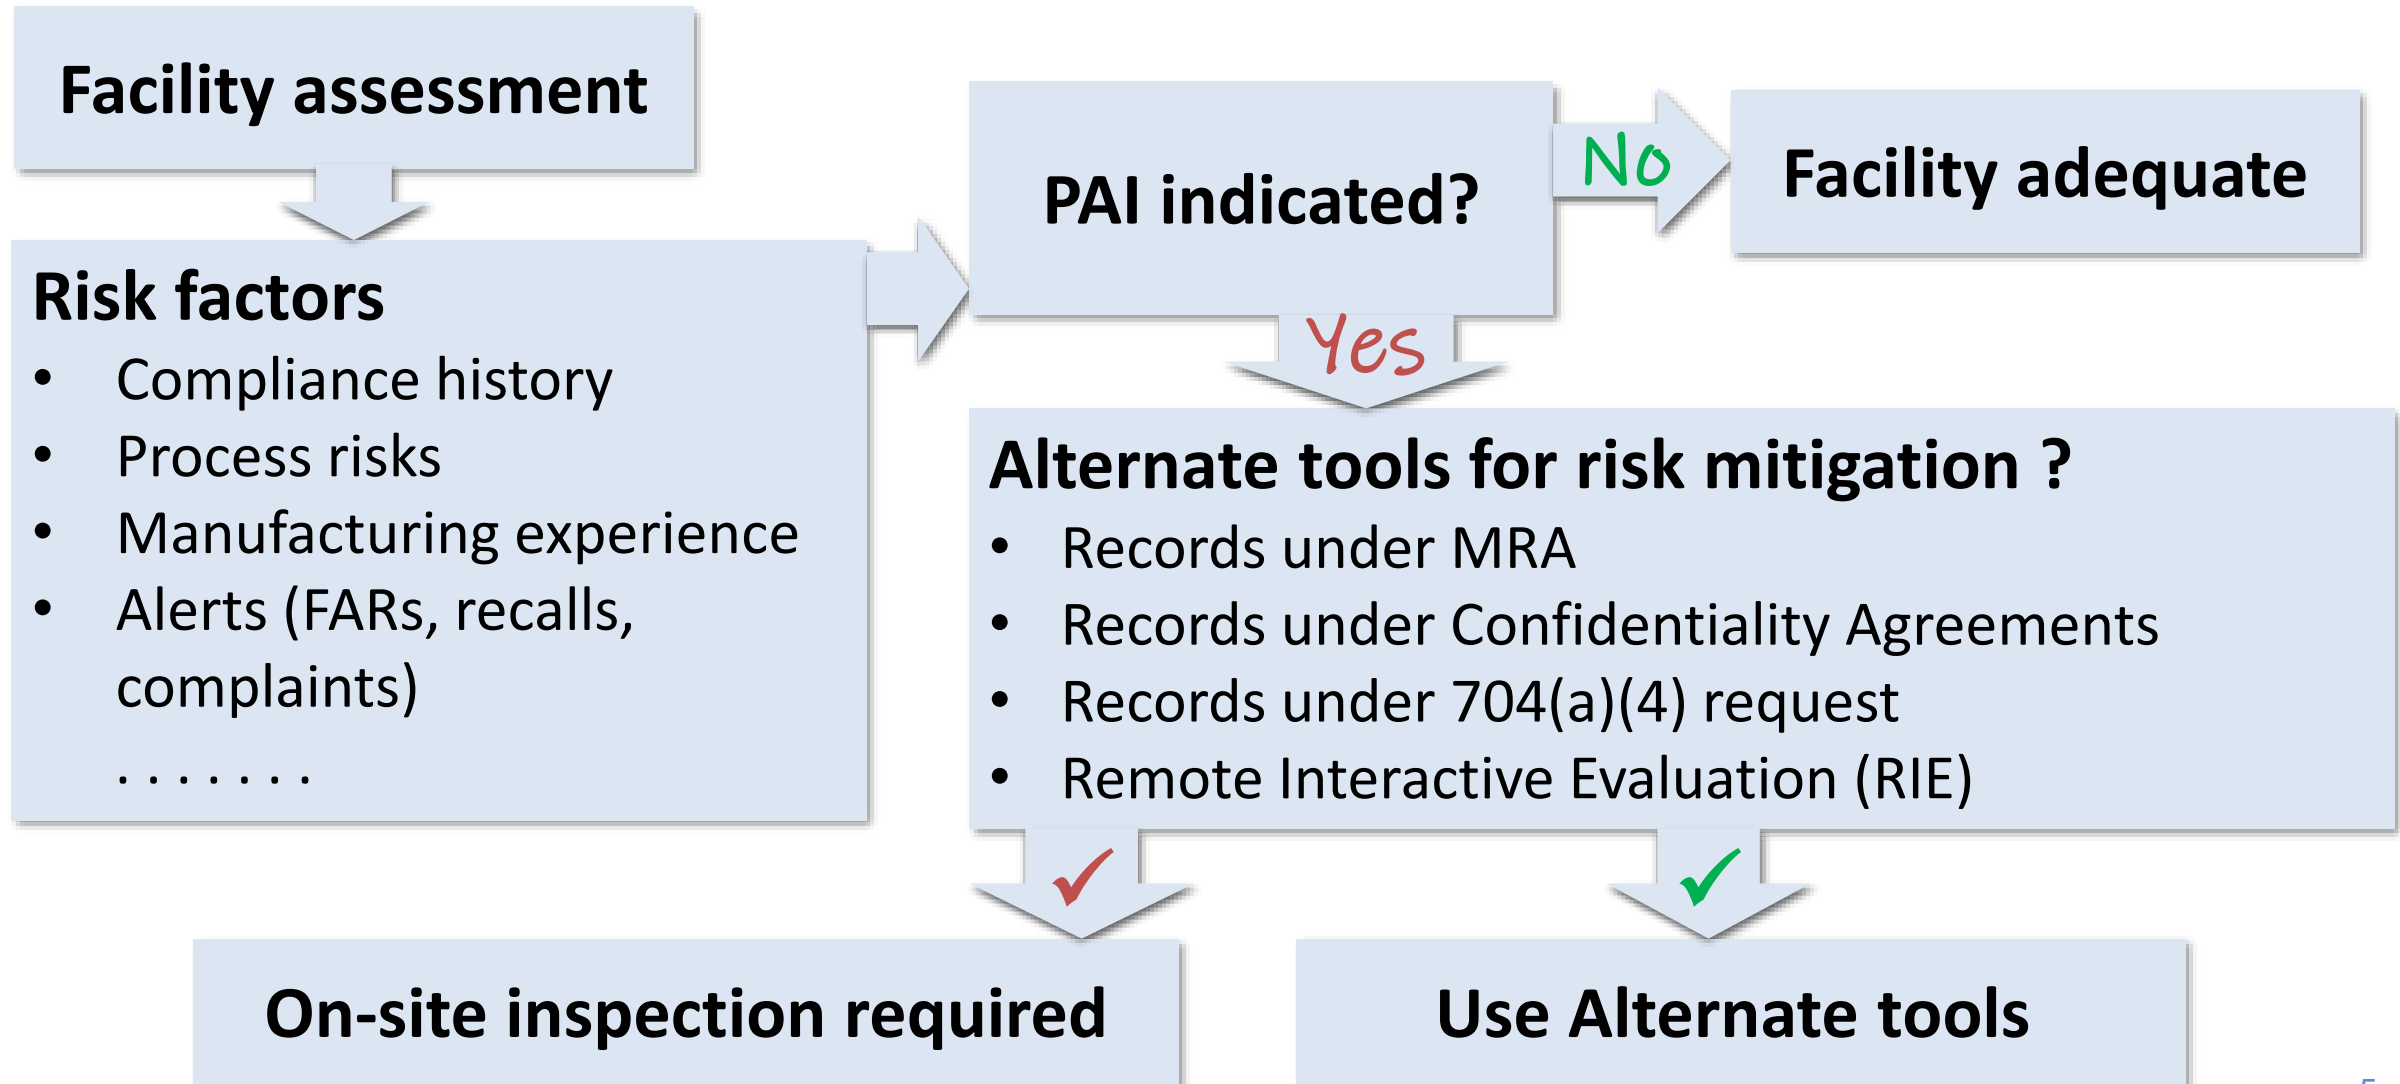 Facility assessment
Risk factors
• Compliance history
• Process risks
• Manufacturing experience
• Alerts (FARs, recalls,
complaints)
. . . . . . .
PAI indicated?
No
Facility adequate
Yes
Alternate tools for risk mitigation ?
• Records under MRA
• Records under Confidentiality Agreements
• Records under 704(a)(4) request
• Remote Interactive Evaluation (RIE)
✓
✓
On-site inspection required
Use Alternate tools